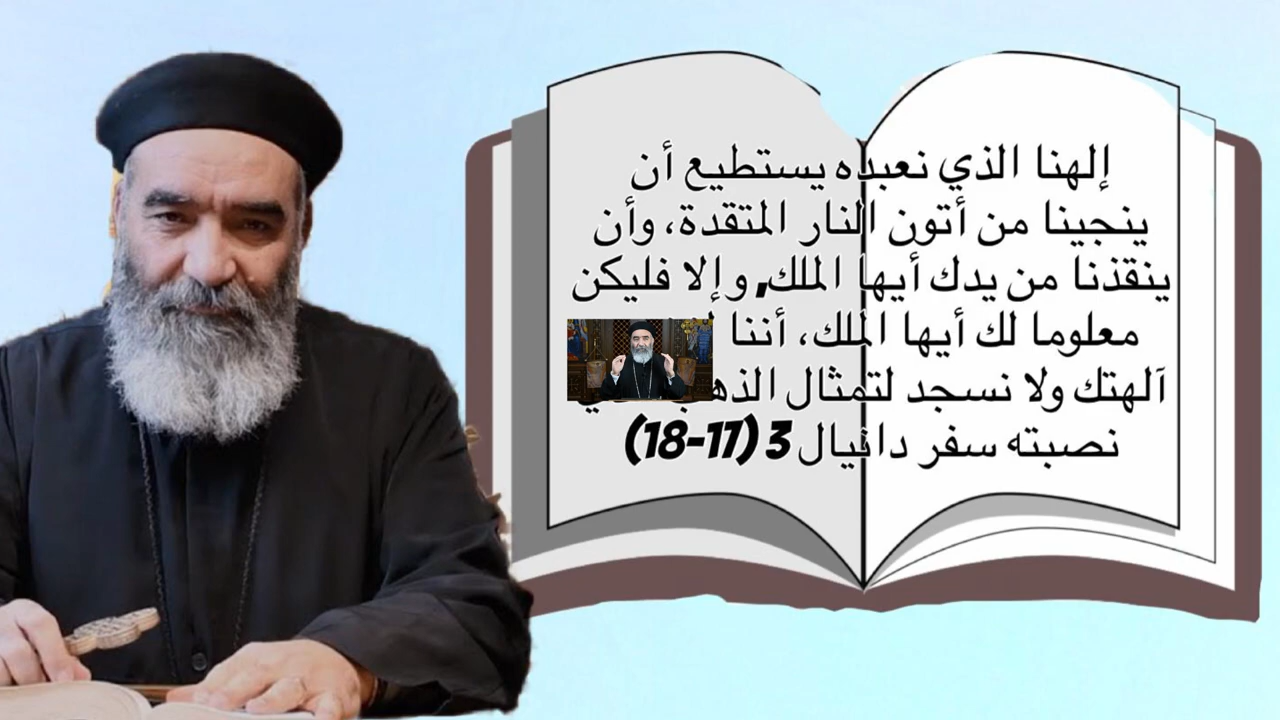 إلهنا الذي نعبده يستطيع أن
ينجينا من أتون النار المتقدة، وأن
ينقذنا من يدك أيها الملك, وإلا فليكن
معلوما لك أيها الملك، أننا
آلهتك ولا نسجد لتمثال
نصبته سفر دانيال 3 (17-18)